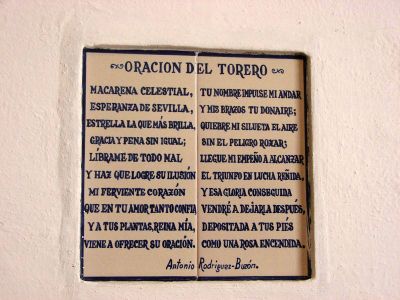 ORACION DEL TORERO
MACARENA CELESTIAL,
ESPERANZA DE SEVILLA,
ESTRELLA LA QUE MÁS BRILLA,
GRACIA Y PENA SIN IGUAL;
LÍBRAME DE TODO MAL
Y HAZ QUE LOGRE SU ILUSIÓN
MI FERVIENTE CORAZÓN
QUE EN TU AMOR TANTO CONFIA
Y A TUS PLANTAS, REINA MÍA,
VIENE A OFRECER SU ORACIÓN.
TU NOMBRE IMPULSE MI ANDAR
Y MIS BRAZOS TU DONAIRE;
QUIEBRE MI SILUETA EL AIRE
SIN EL PELIGRO ROZAR;
LLEGUE MI EMPEÑO A ALCANZAR
EL TRIUNFO EN LUCHA REÑIDA,
Y ESA GLORIA CONSEGUIDA
VENDRÉ A DEJARLA DESPUÉS,
DEPOSITADA A TUS PIÉS
COMO UNA ROSA ENCENDIDA.
Antonio Rodriguez-Buzón.